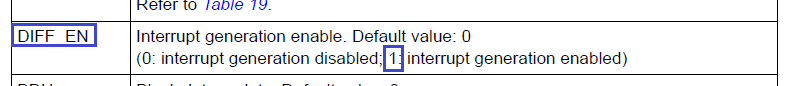 Refer to Table 19.
DIFF_EN
Interrupt generation enable. Default value: 0
(0: interrupt generation disabled; 1: interrupt generation enabled)